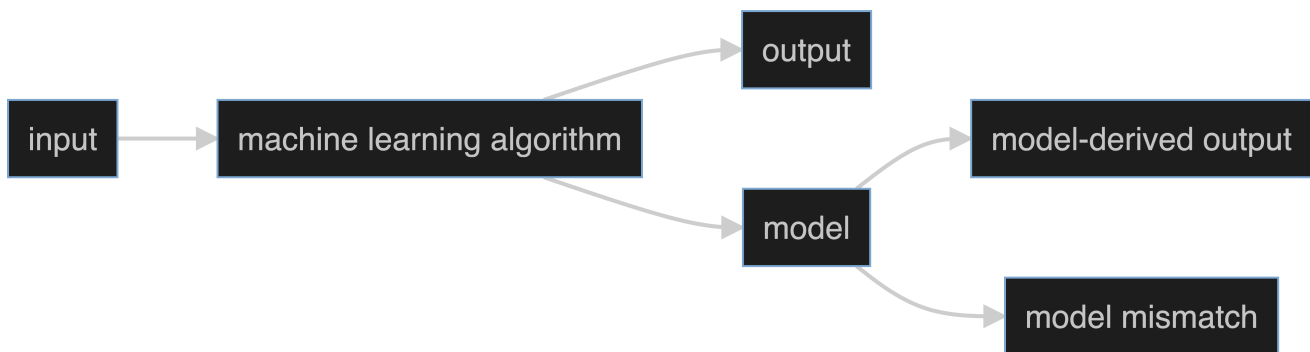 output
input
machine learning algorithm
model-derived output
model
model mismatch